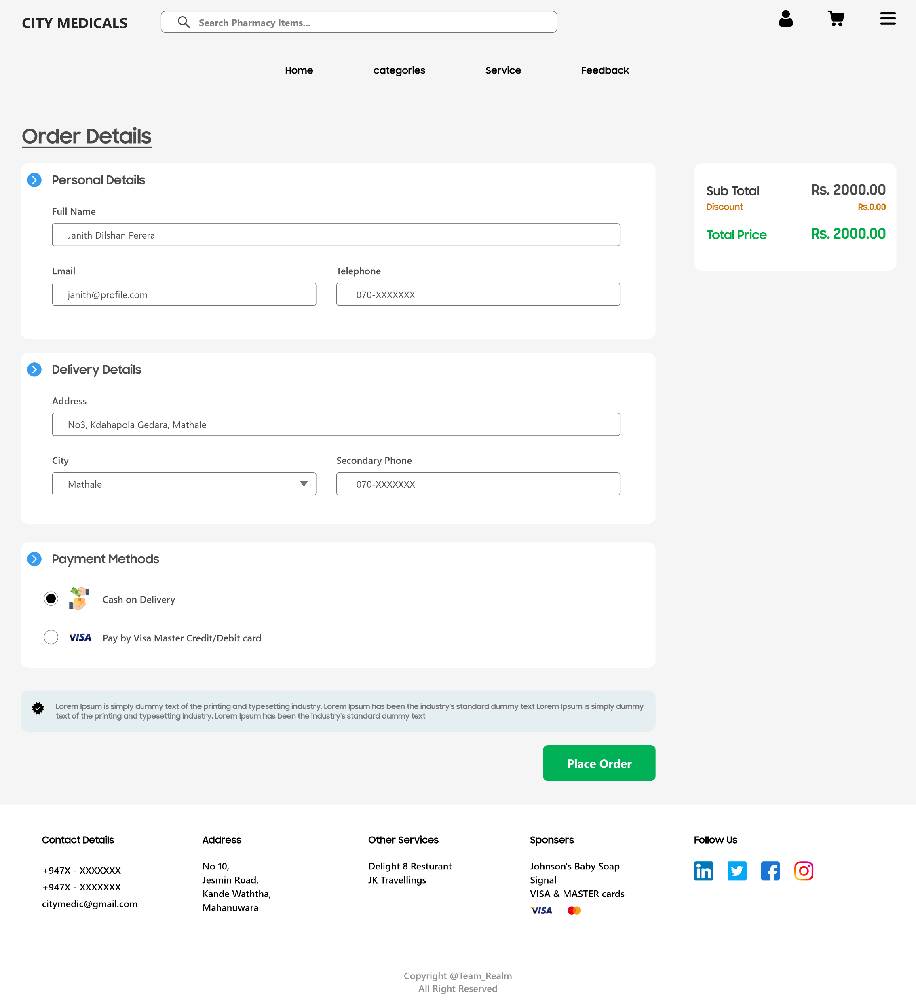 CITY MEDICALS
Search Pharmacy Items...
Home
categories
Service
Feedback
Order Details
Personal Details
Full Name
Janith Dilshan Perera
Email
Telephone
janith@profile.com
070-XXXXXXX
Sub Total
Rs. 2000.00
Discount
Rs.0.00
Total Price
Rs. 2000.00
Delivery Details
Address
No3, Kdahapola Gedara, Mathale
City
Secondary Phone
Mathale
070-XXXXXXX
Payment Methods
Cash on Delivery
VISA
Pay by Visa Master Credit/Debit card
Lorem Ipsum is simply dummy text of the printing and typesetting industry. Lorem Ipsum has been the industry's standard dummy text Lorem Ipsum is simply dummy
text of the printing and typesetting industry. Lorem Ipsum has been the industry's standard dummy text
Place Order
Contact Details
+947X - XXXXXXX
+947X - XXXXXXX
citymedic@gmail.com
Address
No 10,
Jesmin Road,
Kande Waththa,
Mahanuwara
Other Services
Delight 8 Resturant
JK Travellings
Sponsers
Johnson's Baby Soap
Signal
VISA & MASTER cards
VISA
Follow Us
in
Copyright @Team_Realm
All Right Reserved